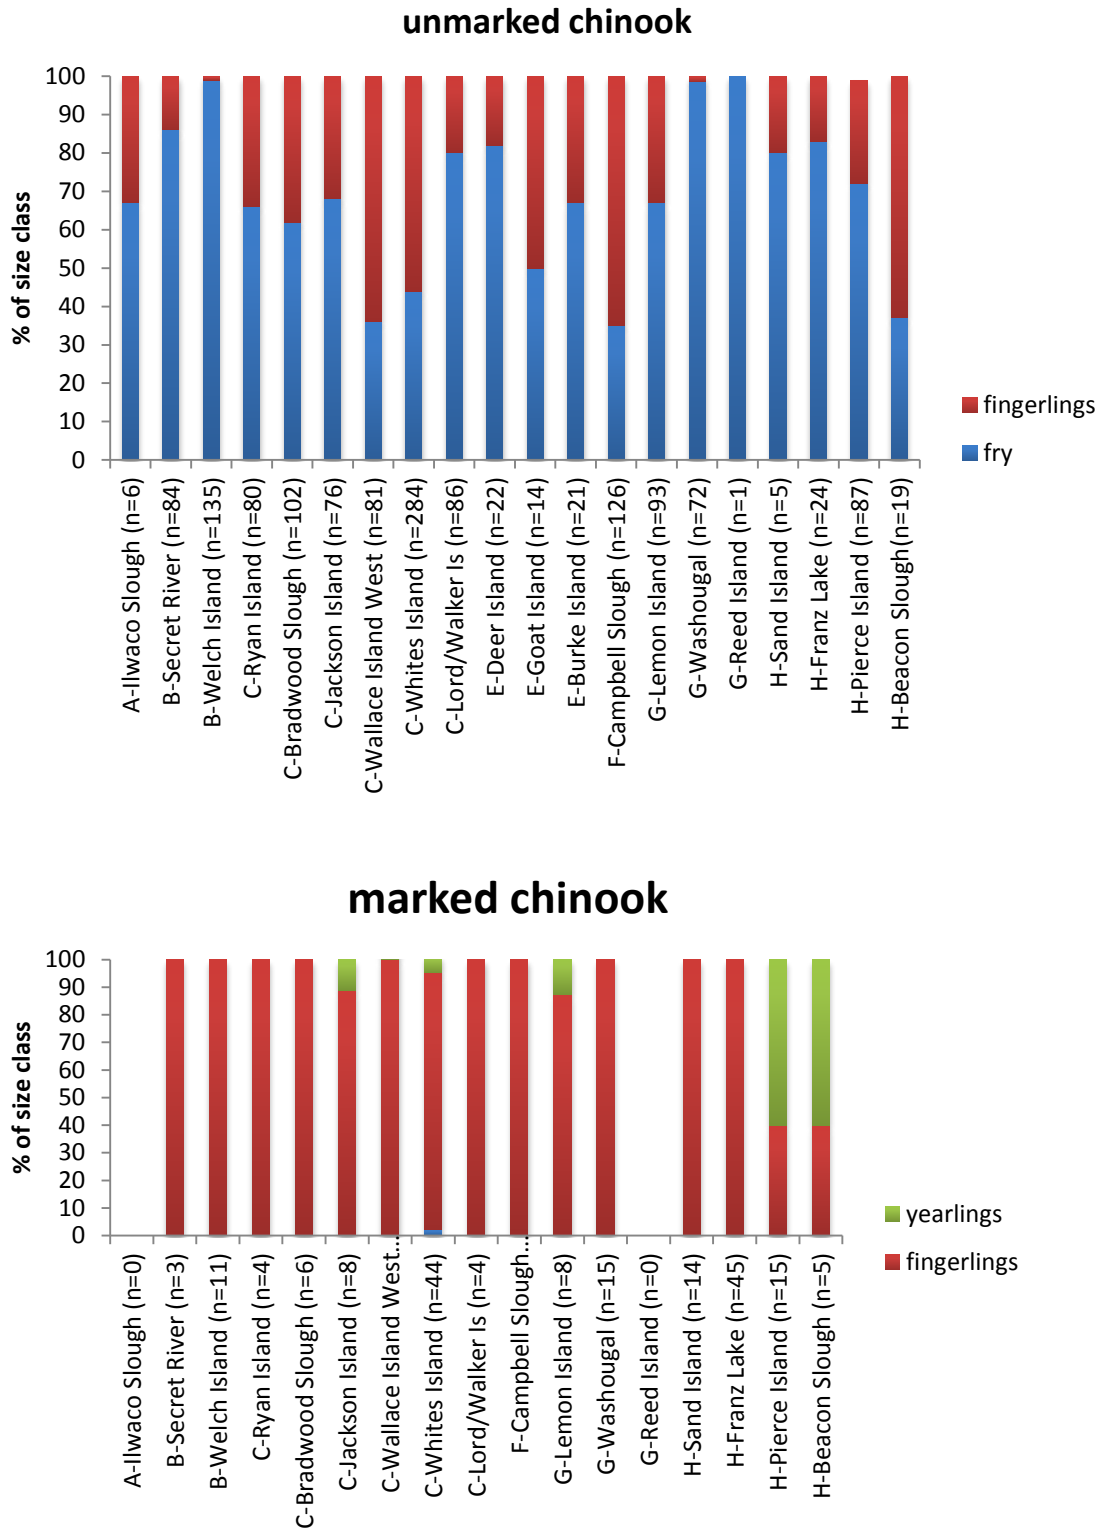 unmarked chinook
100
90
80
70
60
50
40
30
20
10
0
% of size class
A-Ilwaco Slough (n=6)
B-Secret River (n=84)
B-Welch Island (n=135)
C-Ryan Island (n=80)
C-Bradwood Slough (n=102)
C-Jackson Island (n=76)
C-Wallace Island West (n=81)
C-Whites Island (n=284)
C-Lord/Walker Is (n=86)
E-Deer Island (n=22)
E-Goat Island (n=14)
E-Burke Island (n=21)
F-Campbell Slough (n=126)
G-Lemon Island (n=93)
G-Washougal (n=72)
G-Reed Island (n=1)
H-Sand Island (n=5)
H-Franz Lake (n=24)
H-Pierce Island (n=87)
H-Beacon Slough(n=19)
fingerlings
fry
marked chinook
100
90
80
70
60
50
40
30
20
10
0
% of size class
A-Ilwaco Slough (n=0)
B-Secret River (n=3)
B-Welch Island (n=11)
C-Ryan Island (n=4)
C-Bradwood Slough (n=6)
C-Jackson Island (n=8)
C-Wallace Island West...
C-Whites Island (n=44)
C-Lord/Walker Is (n=4)
F-Campbell Slough...
G-Lemon Island (n=8)
G-Washougal (n=15)
G-Reed Island (n=0)
H-Sand Island (n=14)
H-Franz Lake (n=45)
H-Pierce Island (n=15)
H-Beacon Slough (n=5)
yearlings
fingerlings